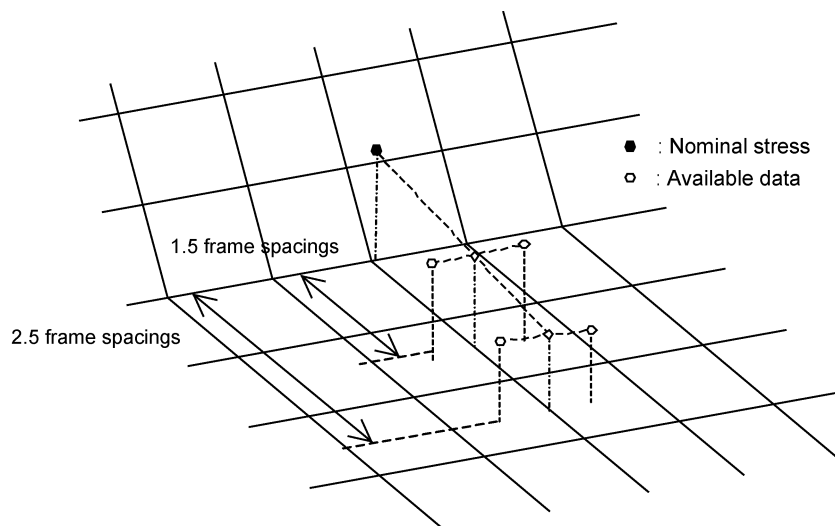 : Nominal stress
: Available data
1.5 frame spacings
2.5 frame spacings